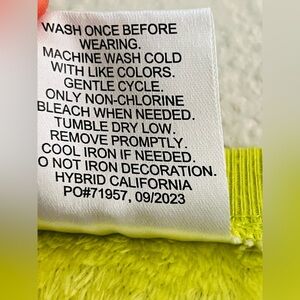 WASH ONCE BEFORE
WEARING.
MACHINE WASH COLD
WITH LIKE COLORS.
GENTLE CYCLE.
ONLY NON-CHLORINE
BLEACH WHEN NEEDED.
TUMBLE DRY LOW.
REMOVE PROMPTLY.
COOL IRON IF NEEDED.
O NOT IRON DECORATION.
HYBRID CALIFORNIA
PO#71957, 09/2023